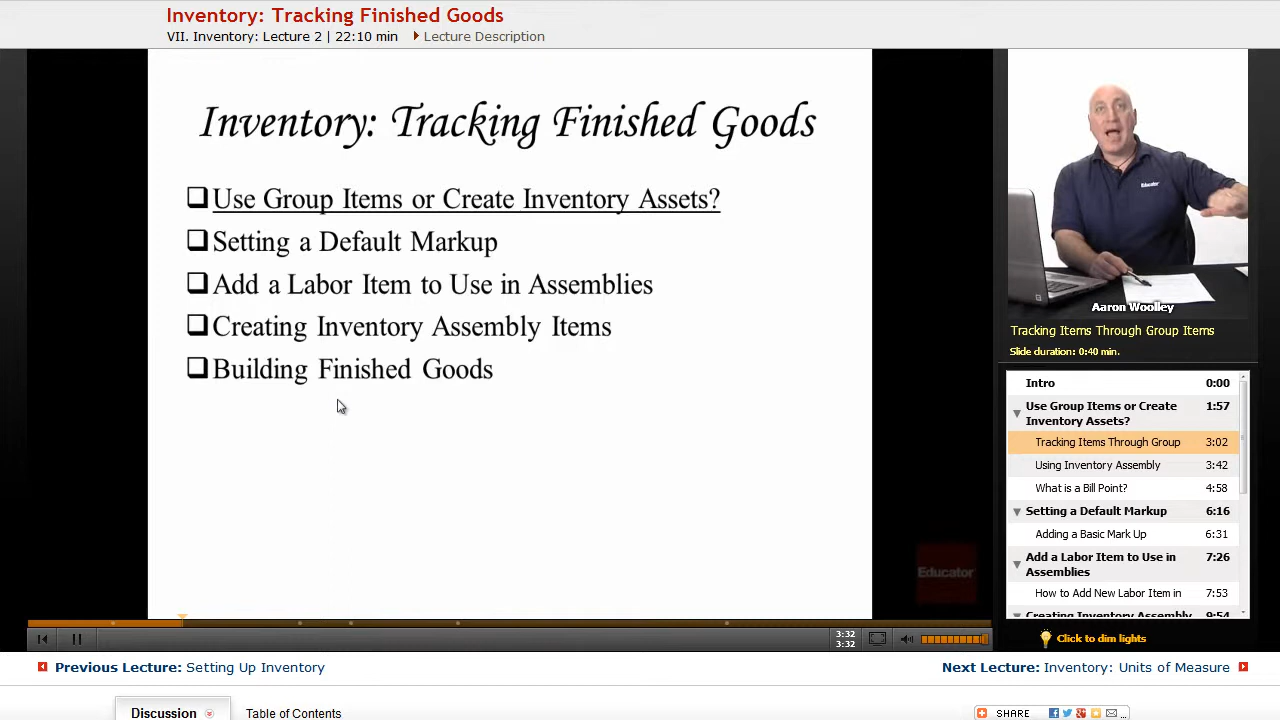 Inventory: Tracking Finished Goods
VII. Inventory: Lecture 2 | 22:10 min
Lecture Description
Inventory: Tracking Finished Goods
Use Group Items or Create Inventory Assets?
Setting a Default Markup
Add a Labor Item to Use in Assemblies
Creating Inventory Assembly Items
Building Finished Goods
Educator
Educator
Aaron Woolley
Tracking Items Through Group Items
Slide duration: 0:40 min.
Intro 0:00
Use Group Items or Create 1:57
Inventory Assets?
Tracking Items Through Group 3:02
Using Inventory Assembly 3:42
What is a Bill Point? 4:58
Setting a Default Markup 6:16
Adding a Basic Mark Up 6:31
Add a Labor Item to Use in 7:26
Assemblies
How to Add New Labor Item in 7:53
Creating Inventory Assembly 9:54
3:32
3:32
Click to dim lights
Previous Lecture: Setting Up Inventory
Next Lecture: Inventory: Units of Measure
Discussion
Table of Contents
SHARE